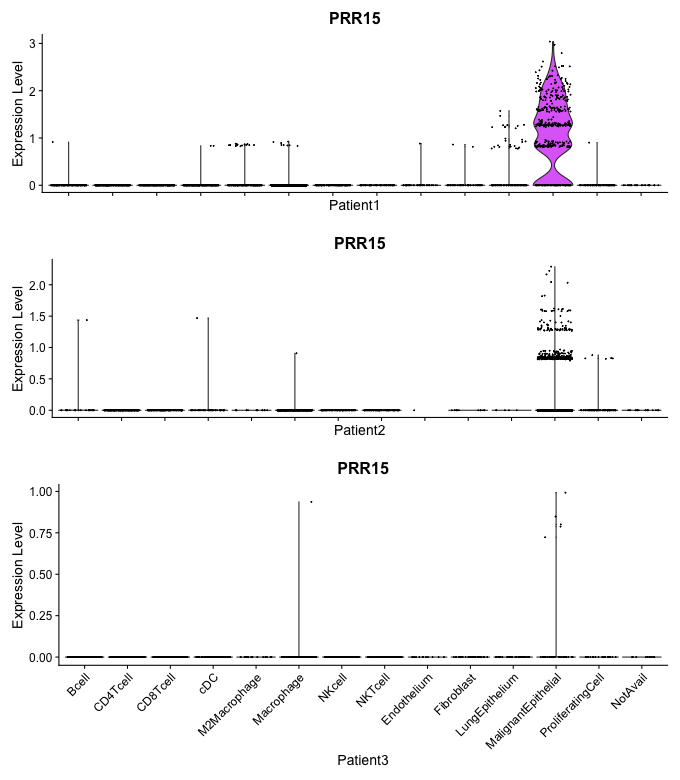 PRR15
Expression Level
3
2
1
0
Patient1
PRR15
Expression Level
2.0
1.5
1.0
0.5
0.0
Patient2
PRR15
Expression Level
1.00
0.75
0.50
0.25
0.00
Bcell
CD4Tcell
CD8Tcell
cDC
M2Macrophage
Macrophage
NKcell
NKTcell
Endothelium
Fibroblast
LungEpithelium
MalignantEpithelial
ProliferatingCell
NotAvail
Patient3